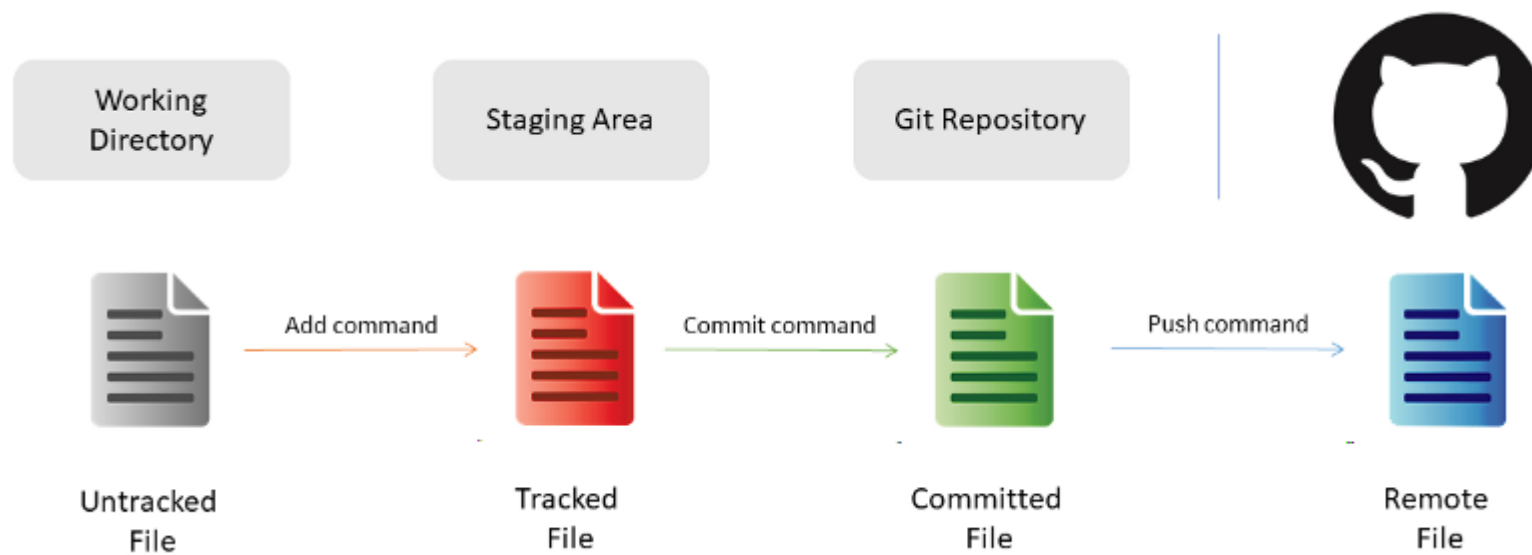 Working
Directory
Staging Area
Git Repository
Add command
Commit command
Push command
Untracked
File
Tracked
File
Committed
File
Remote
File